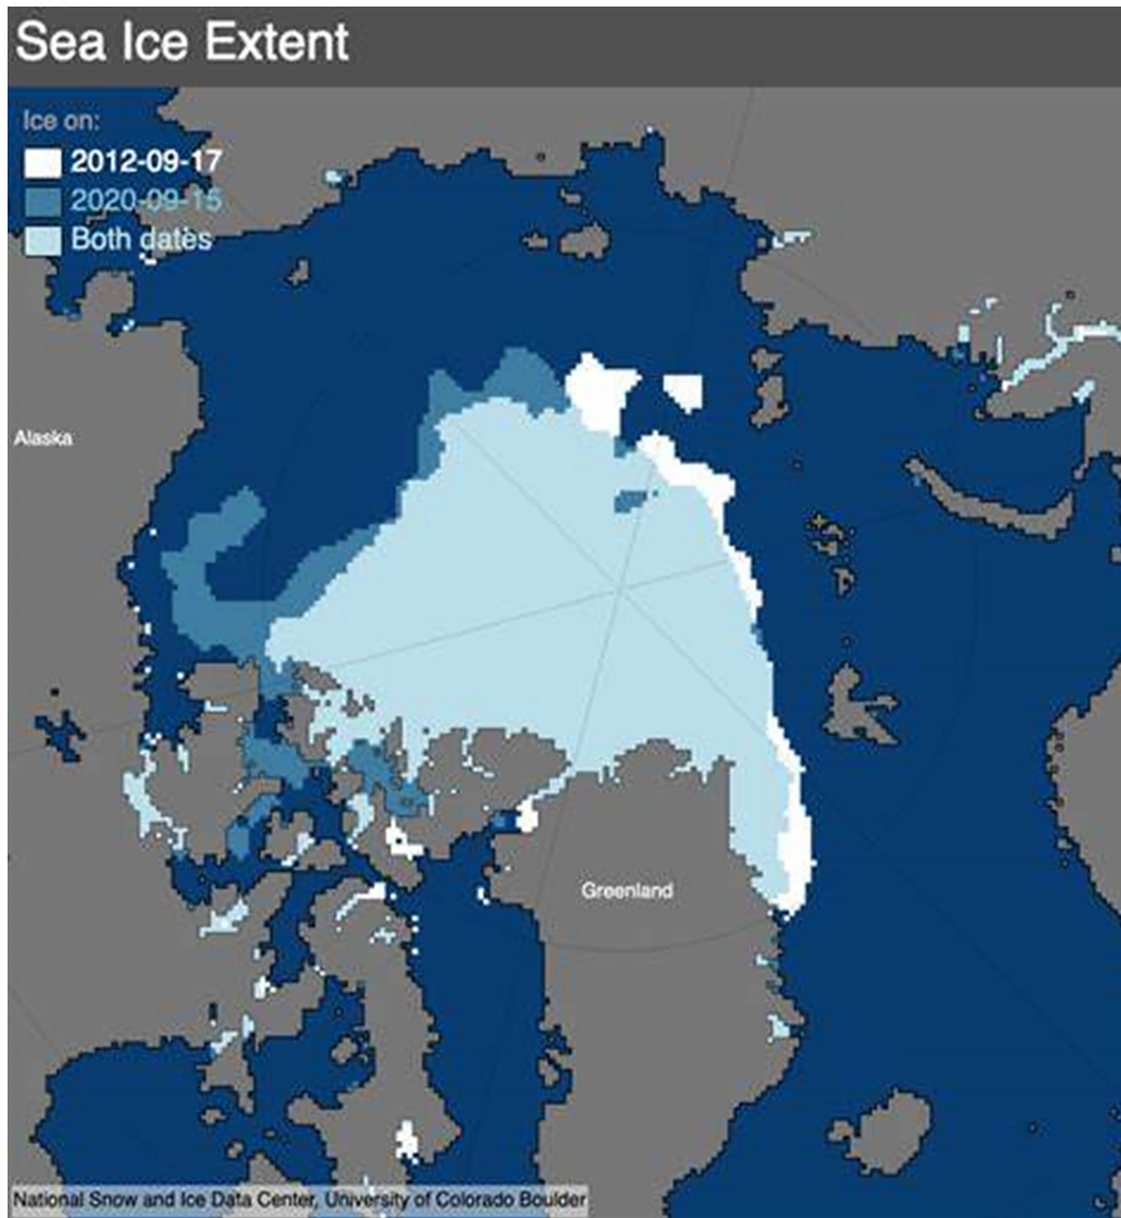 Sea Ice Extent
Ice on:
2012-09-17
2020-09-15
Both dates
Alaska
Greenland
National Snow and Ice Data Center, University of Colorado Boulder